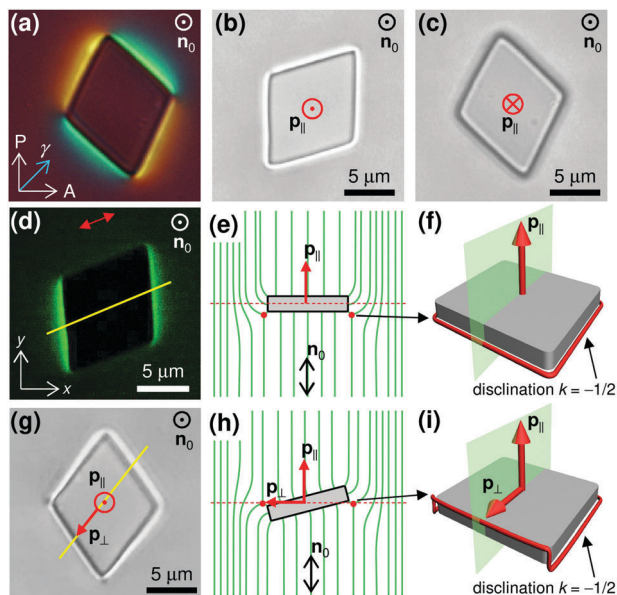 (a)
n₀
P
γ
A
(b)
n₀
p∥
5 μm
(c)
n₀
p∥
5 μm
(d)
n₀
y
x
5 μm
(e)
p∥
n₀
(f)
p∥
disclination k = −1/2
(g)
n₀
p∥
p⊥
5 μm
(h)
p∥
p⊥
n₀
(i)
p∥
p⊥
disclination k = −1/2